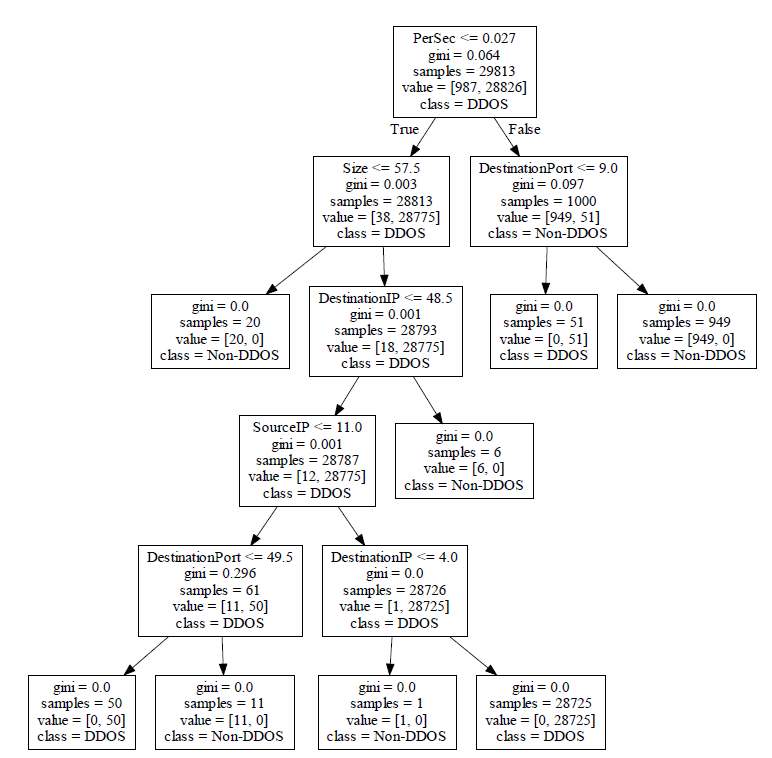 PerSec <= 0.027
gini = 0.064
samples = 29813
value = [987, 28826]
class = DDOS
True
False
Size <= 57.5
gini = 0.003
samples = 28813
value = [38, 28775]
class = DDOS
DestinationPort <= 9.0
gini = 0.097
samples = 1000
value = [949, 51]
class = Non-DDOS
gini = 0.0
samples = 20
value = [20, 0]
class = Non-DDOS
DestinationIP <= 48.5
gini = 0.001
samples = 28793
value = [18, 28775]
class = DDOS
gini = 0.0
samples = 51
value = [0, 51]
class = DDOS
gini = 0.0
samples = 949
value = [949, 0]
class = Non-DDOS
SourceIP <= 11.0
gini = 0.001
samples = 28787
value = [12, 28775]
class = DDOS
gini = 0.0
samples = 6
value = [6, 0]
class = Non-DDOS
DestinationPort <= 49.5
gini = 0.296
samples = 61
value = [11, 50]
class = DDOS
DestinationIP <= 4.0
gini = 0.0
samples = 28726
value = [1, 28725]
class = DDOS
gini = 0.0
samples = 50
value = [0, 50]
class = DDOS
gini = 0.0
samples = 11
value = [11, 0]
class = Non-DDOS
gini = 0.0
samples = 1
value = [1, 0]
class = Non-DDOS
gini = 0.0
samples = 28725
value = [0, 28725]
class = DDOS